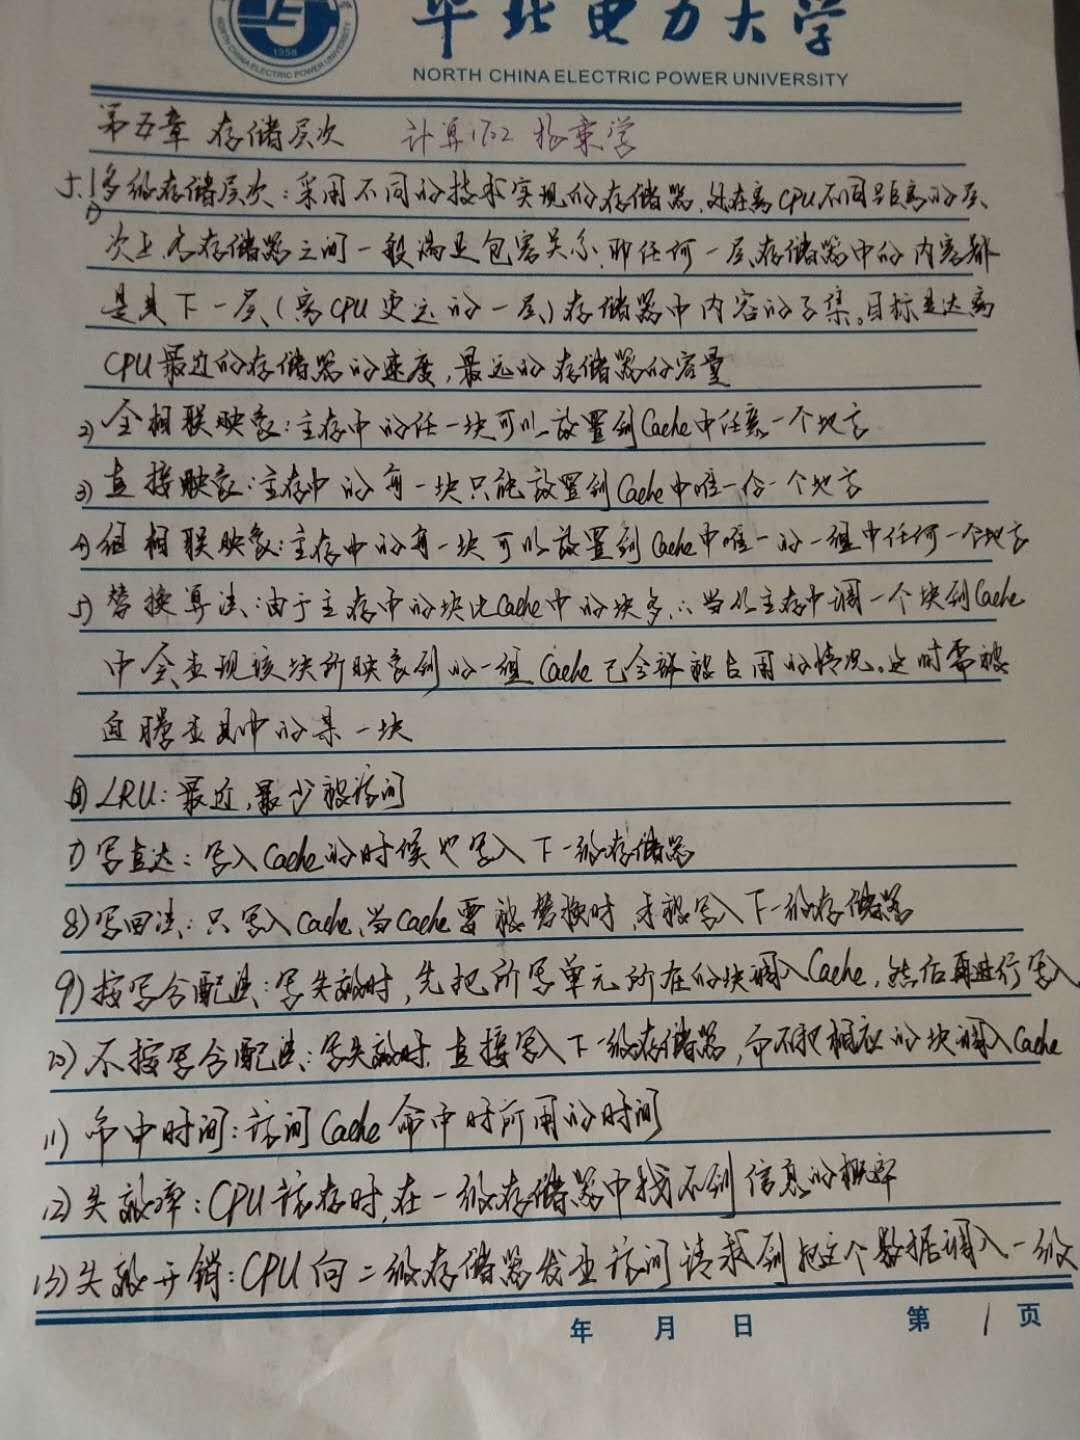 华北电力大学
NORTH CHINA ELECTRIC POWER UNIVERSITY
1958
NORTH CHINA ELECTRIC POWER UNIVERSITY
第五章 存储层次 计算1702 杨秉学
5.1 1)多级存储层次:采用不同的技术实现的存储器,处在离CPU不同距离的层
次上,各存储器之间一般满足包容关系,即任何一层存储器中的内容都
是其下一层(离CPU更远的一层)存储器中内容的子集。目标是达离
CPU最近的存储器的速度,最远的存储器的容量
2)全相联映象:主存中的任一块可以放置到Cache中任意一个地方
3)直接映象:主存中的每一块只能放置到Cache中唯一的一个地方
4)组相联映象:主存中的每一块可以放置到Cache中唯一的一组中任何一个地方
5)替换算法:由于主存中的块比Cache中的块多∴当从主存中调一个块到Cache
中会出现该块所映象到的一组Cache已全部被占用的情况。这时需被
迫腾出其中的某一块
6)LRU:最近,最少被访问
7)写直达:写入Cache的时候也写入下一级存储器
8)写回法:只写入Cache,当Cache要被替换时,才被写入下一级存储器
9)按写分配法:写失效时,先把所写单元所在的块调入Cache,然后再进行写入
10)不按写分配法:写失效时,直接写入下一级存储器,而不把相应的块调入Cache
11)命中时间:访问Cache命中时所用的时间
12)失效率:CPU访存时,在一级存储器中找不到信息的概率
13)失效开销:CPU向二级存储器发出访问请求到把这个数据调入一级
年 月 日 第 1 页